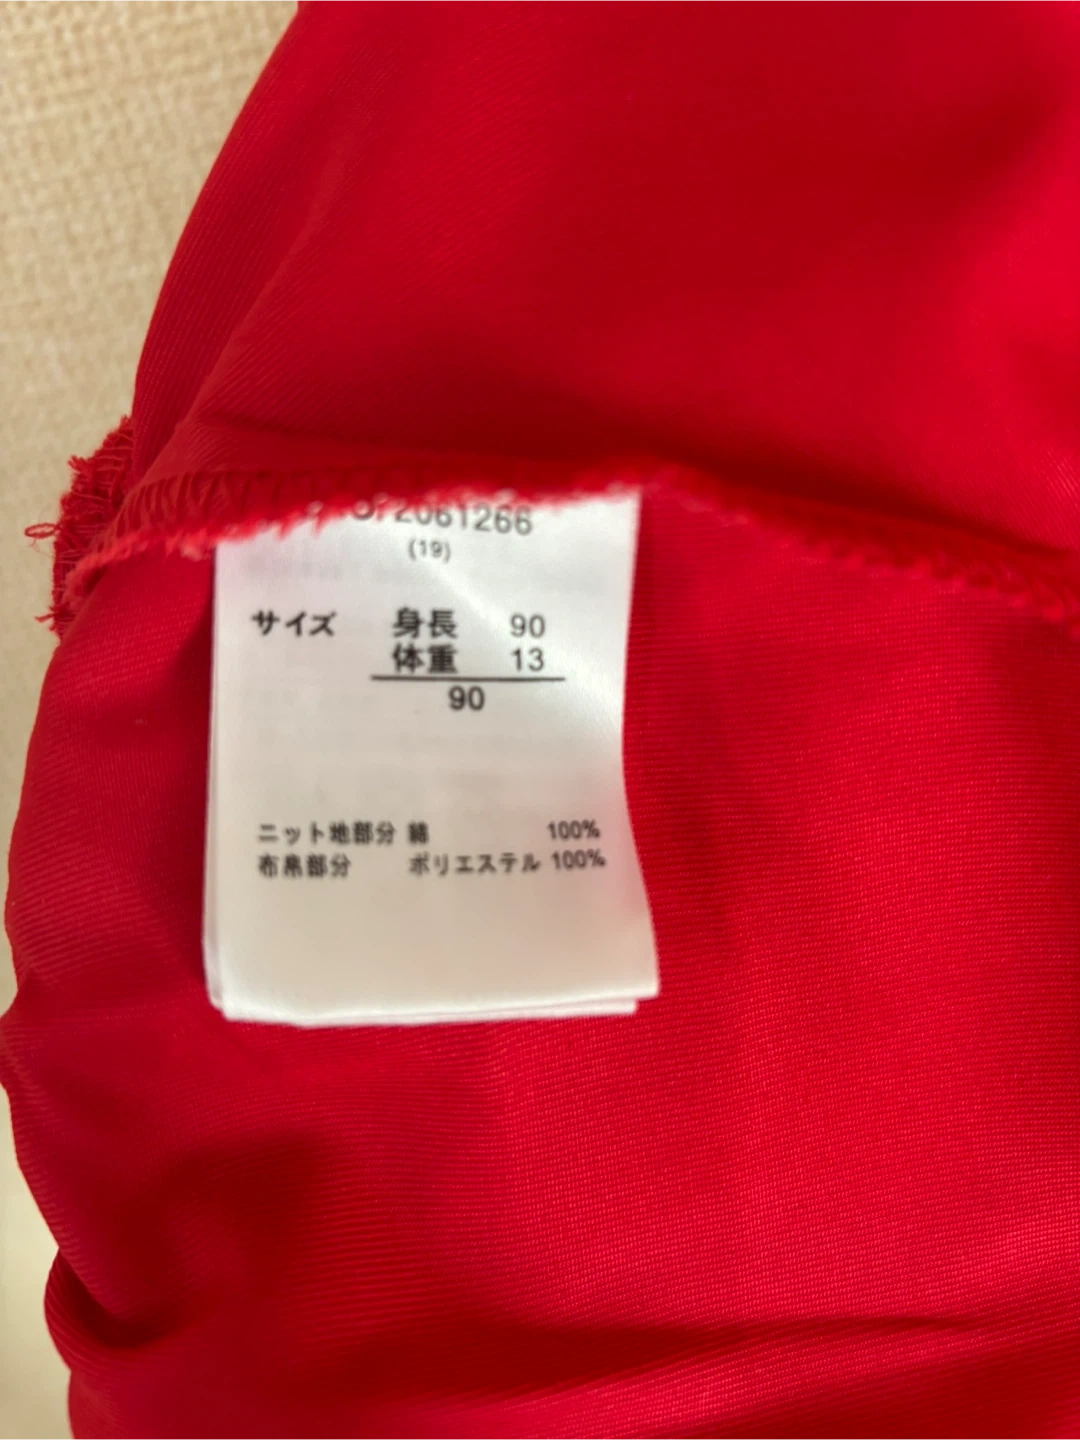 2061266
(19)
サイズ 身長 90
体重 13
90
ニット地部分 綿 100%
布帛部分 ポリエステル 100%